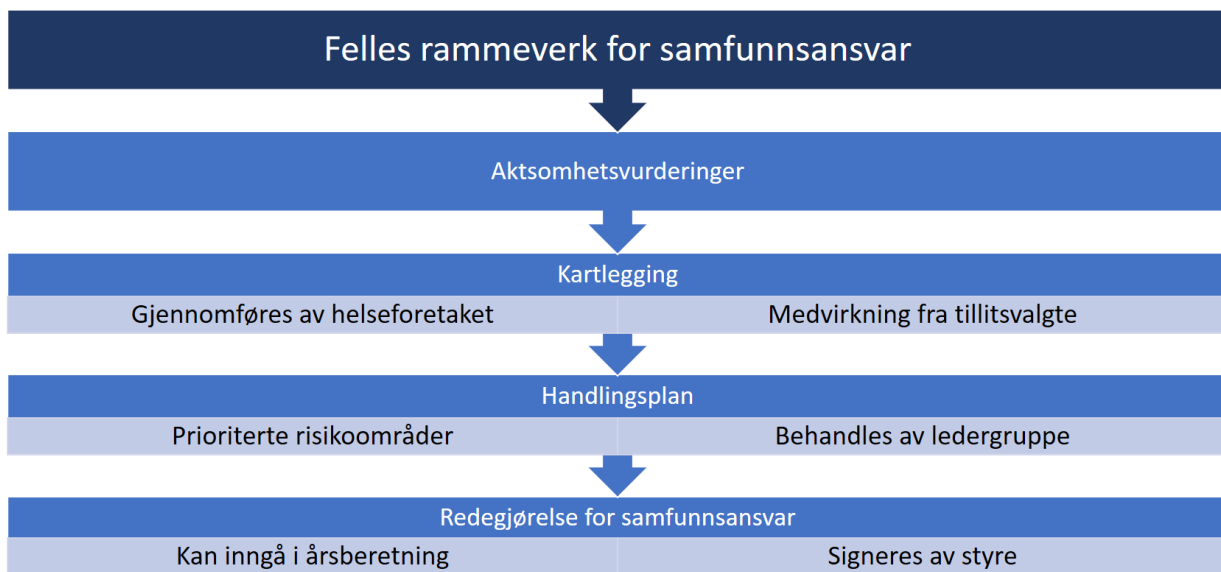 Felles rammeverk for samfunnsansvar
Aktsomhetsvurderinger
Kartlegging
Gjennomføres av helseforetaket
Medvirkning fra tillitsvalgte
Handlingsplan
Prioriterte risikoområder
Behandles av ledergruppe
Redegjørelse for samfunnsansvar
Kan inngå i årsberetning
Signeres av styre